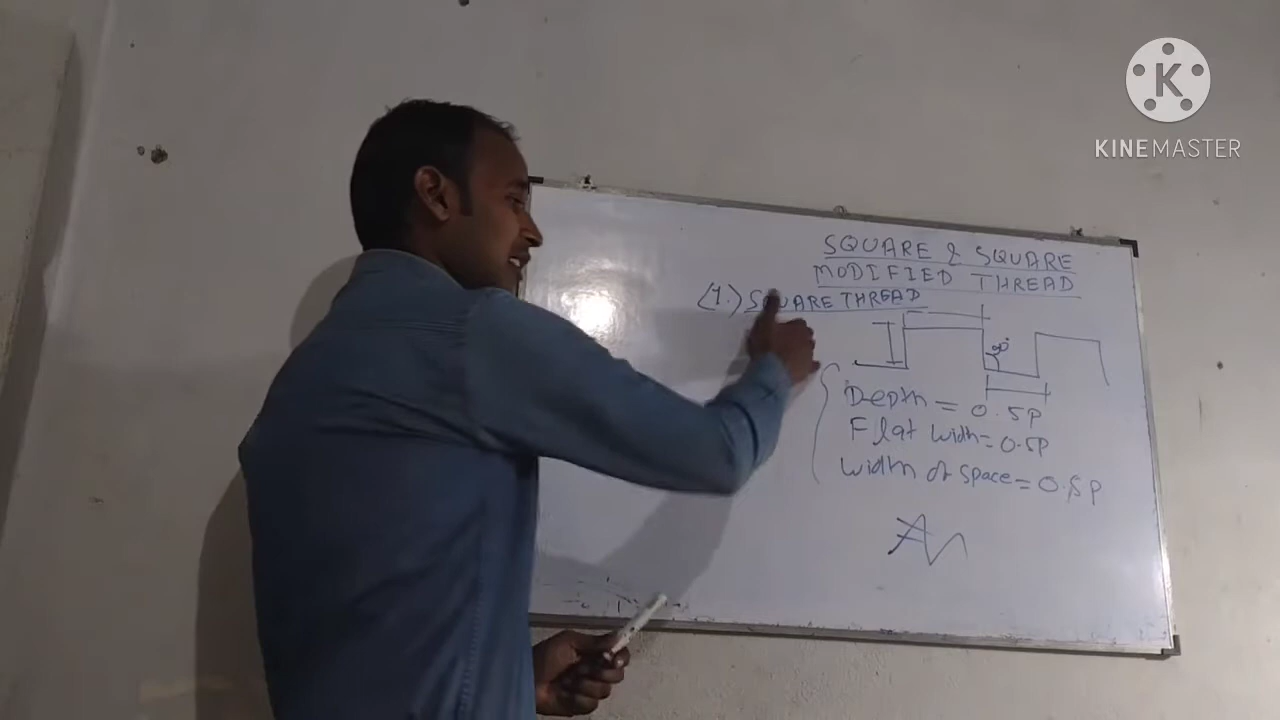 K
KINEMASTER
SQUARE & SQUARE
MODIFIED THREAD
(1.) SQUARE THREAD
90°
Depth = 0.5P
Flat width = 0.5P
width of space = 0.5P